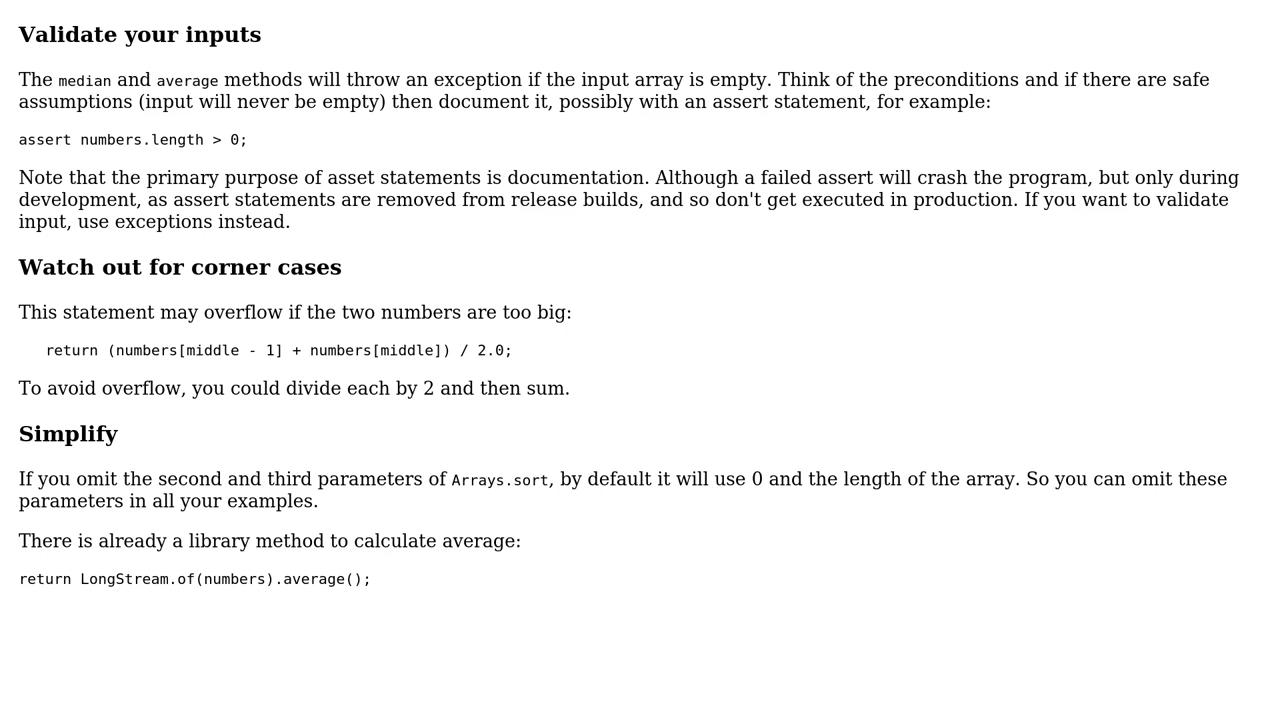 Validate your inputs
The median and average methods will throw an exception if the input array is empty. Think of the preconditions and if there are safe
assumptions (input will never be empty) then document it, possibly with an assert statement, for example:
assert numbers.length > 0;
Note that the primary purpose of asset statements is documentation. Although a failed assert will crash the program, but only during
development, as assert statements are removed from release builds, and so don't get executed in production. If you want to validate
input, use exceptions instead.
Watch out for corner cases
This statement may overflow if the two numbers are too big:
return (numbers[middle - 1] + numbers[middle]) / 2.0;
To avoid overflow, you could divide each by 2 and then sum.
Simplify
If you omit the second and third parameters of Arrays.sort, by default it will use 0 and the length of the array. So you can omit these
parameters in all your examples.
There is already a library method to calculate average:
return LongStream.of(numbers).average();